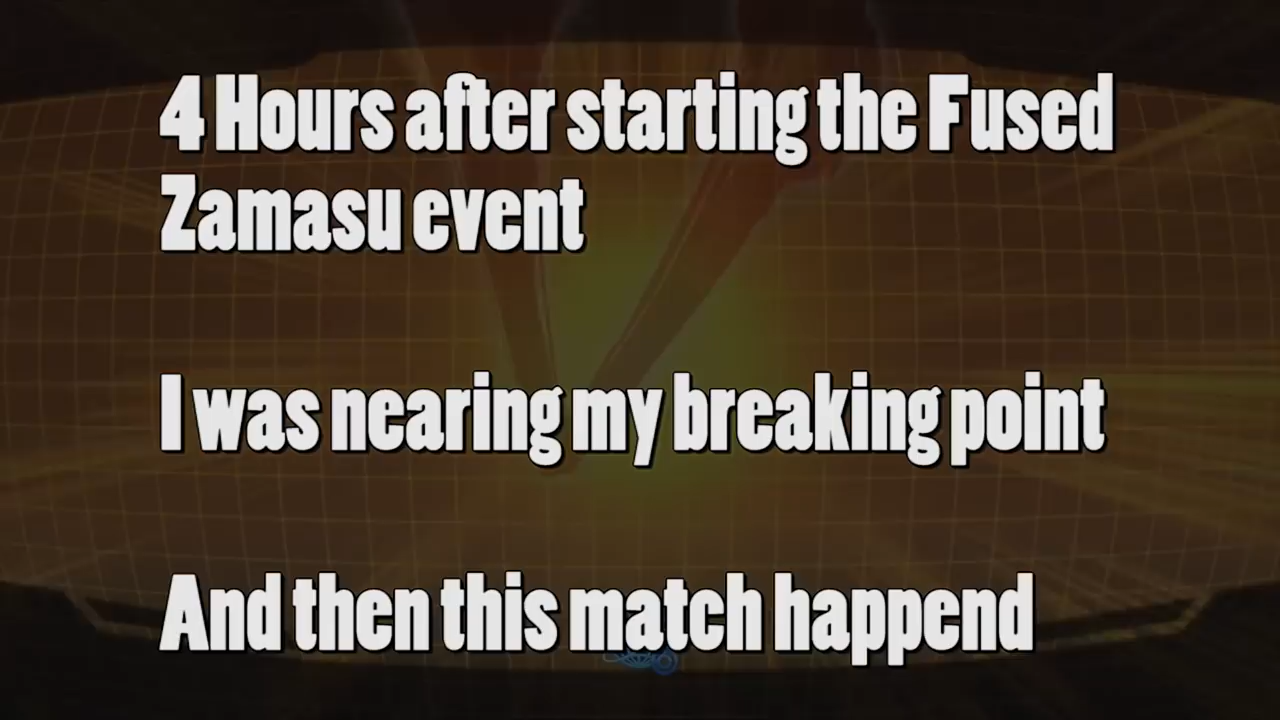 4 Hours after starting the Fused
Zamasu event
I was nearing my breaking point
And then this match happend